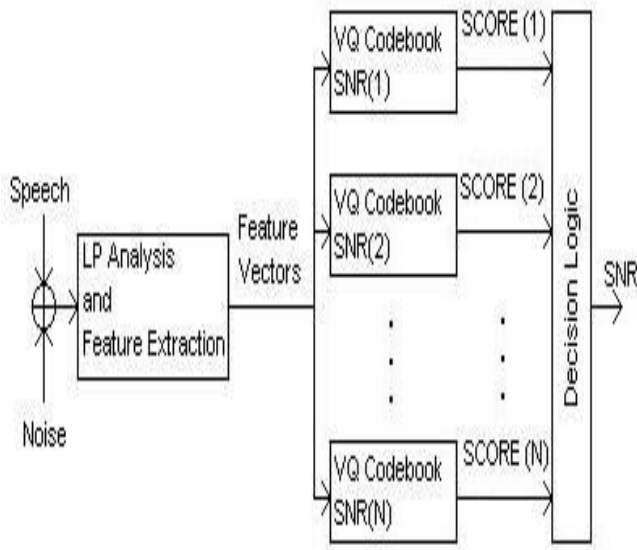 VQ Codebook
SNR(1)
SCORE (1)
Speech
LP Analysis
and
Feature Extraction
Noise
Feature
Vectors
VQ Codebook
SNR(2)
SCORE (2)
VQ Codebook
SNR(N)
SCORE (N)
Decision Logic
SNR